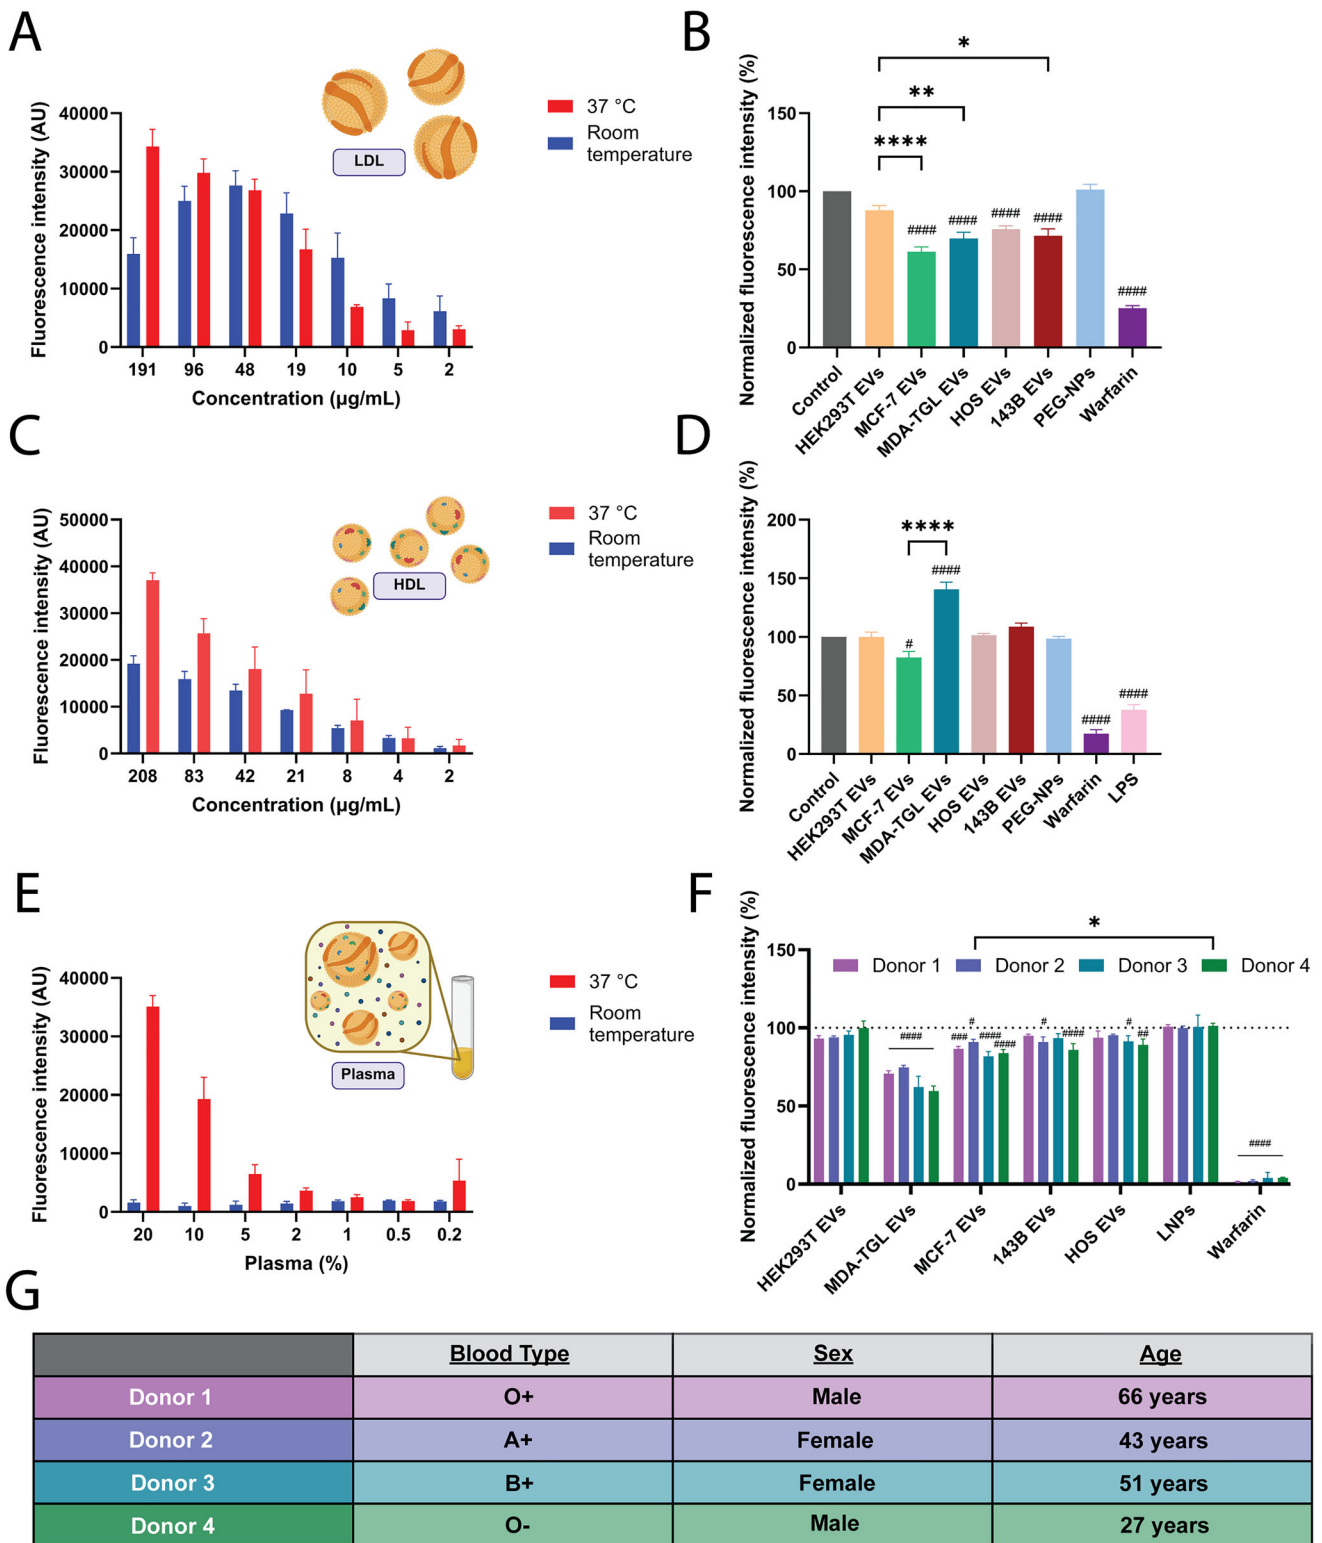 A
Fluorescence intensity (AU)
40000
30000
20000
10000
0
LDL
37 °C
Room
temperature
191 96 48 19 10 5 2
Concentration (µg/mL)
B
Normalized fluorescence intensity (%)
150
100
50
0
*
**
****
#### #### #### #### ####
Control
HEK293T EVs
MCF-7 EVs
MDA-TGL EVs
HOS EVs
143B EVs
PEG-NPs
Warfarin
C
Fluorescence intensity (AU)
50000
40000
30000
20000
10000
0
HDL
37 °C
Room
temperature
208 83 42 21 8 4 2
Concentration (µg/mL)
D
Normalized fluorescence intensity (%)
200
150
100
50
0
****
# #### #### ####
Control
HEK293T EVs
MCF-7 EVs
MDA-TGL EVs
HOS EVs
143B EVs
PEG-NPs
Warfarin
LPS
E
Fluorescence intensity (AU)
40000
30000
20000
10000
0
Plasma
37 °C
Room
temperature
20 10 5 2 1 0.5 0.2
Plasma (%)
F
Normalized fluorescence intensity (%)
150
100
50
0
*
Donor 1 Donor 2 Donor 3 Donor 4
#### ### # #### #### # #### # ## ####
HEK293T EVs
MDA-TGL EVs
MCF-7 EVs
143B EVs
HOS EVs
LNPs
Warfarin
G
Blood Type Sex Age
Donor 1 O+ Male 66 years
Donor 2 A+ Female 43 years
Donor 3 B+ Female 51 years
Donor 4 O- Male 27 years